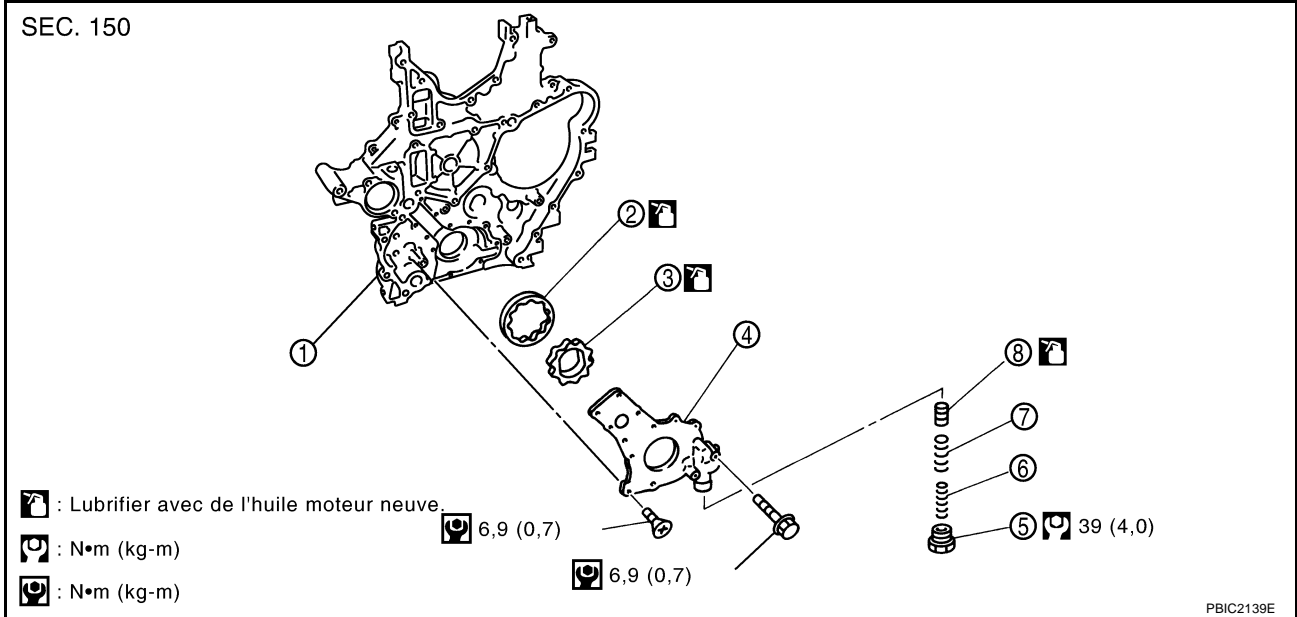 SEC. 150
2
3
1
4
8
7
6
5 39 (4,0)
: Lubrifier avec de l'huile moteur neuve.
6,9 (0,7)
: N•m (kg-m)
6,9 (0,7)
: N•m (kg-m)
PBIC2139E